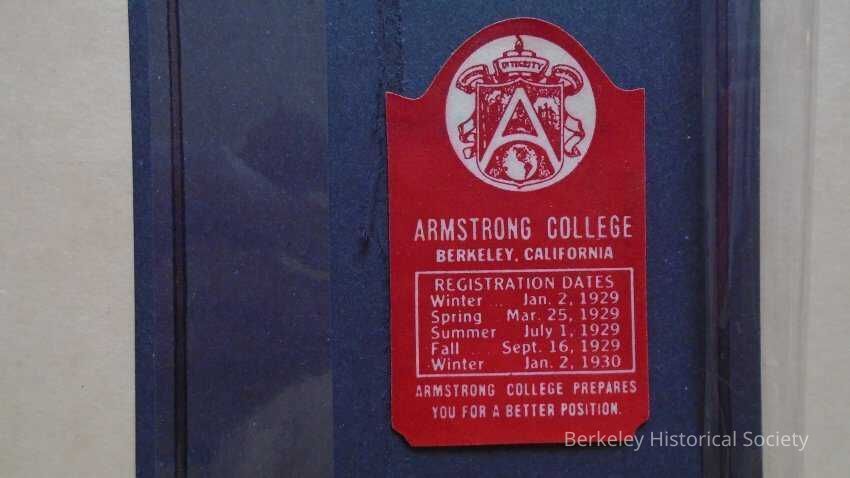 INTEGRITY
A
ARMSTRONG COLLEGE
BERKELEY, CALIFORNIA
REGISTRATION DATES
Winter ... Jan. 2, 1929
Spring Mar. 25, 1929
Summer July 1, 1929
Fall Sept. 16, 1929
Winter Jan. 2, 1930
ARMSTRONG COLLEGE PREPARES
YOU FOR A BETTER POSITION.
Berkeley Historical Society